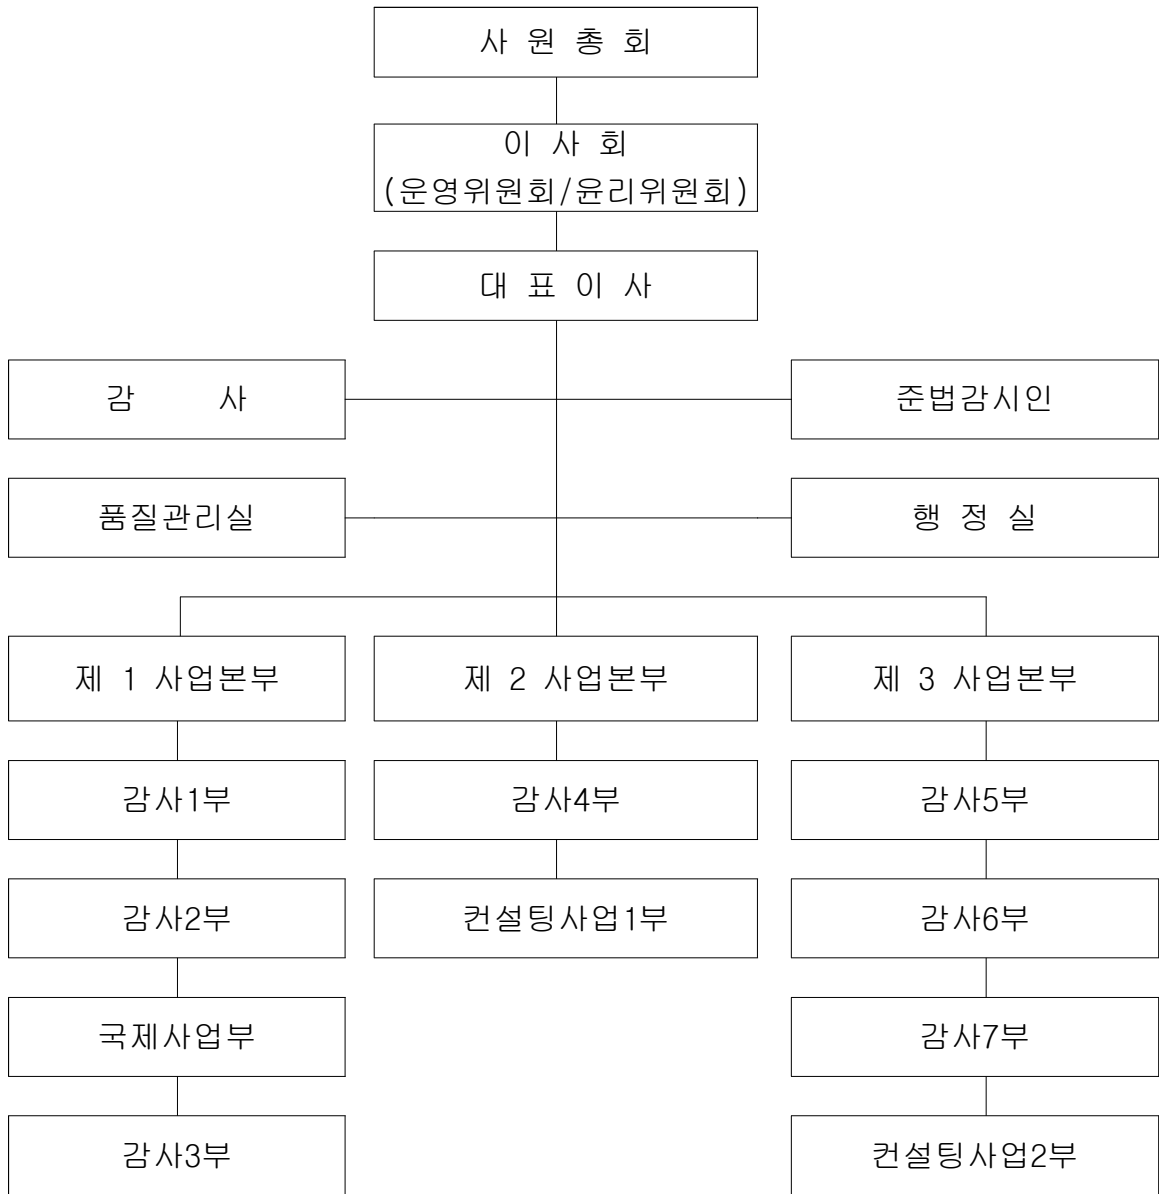 사 원 총 회
이 사 회
(운영위원회/윤리위원회)
대 표 이 사
감 사
준법감시인
품질관리실
행 정 실
제 1 사업본부
제 2 사업본부
제 3 사업본부
감사1부
감사4부
감사5부
감사2부
컨설팅사업1부
감사6부
국제사업부
감사7부
감사3부
컨설팅사업2부